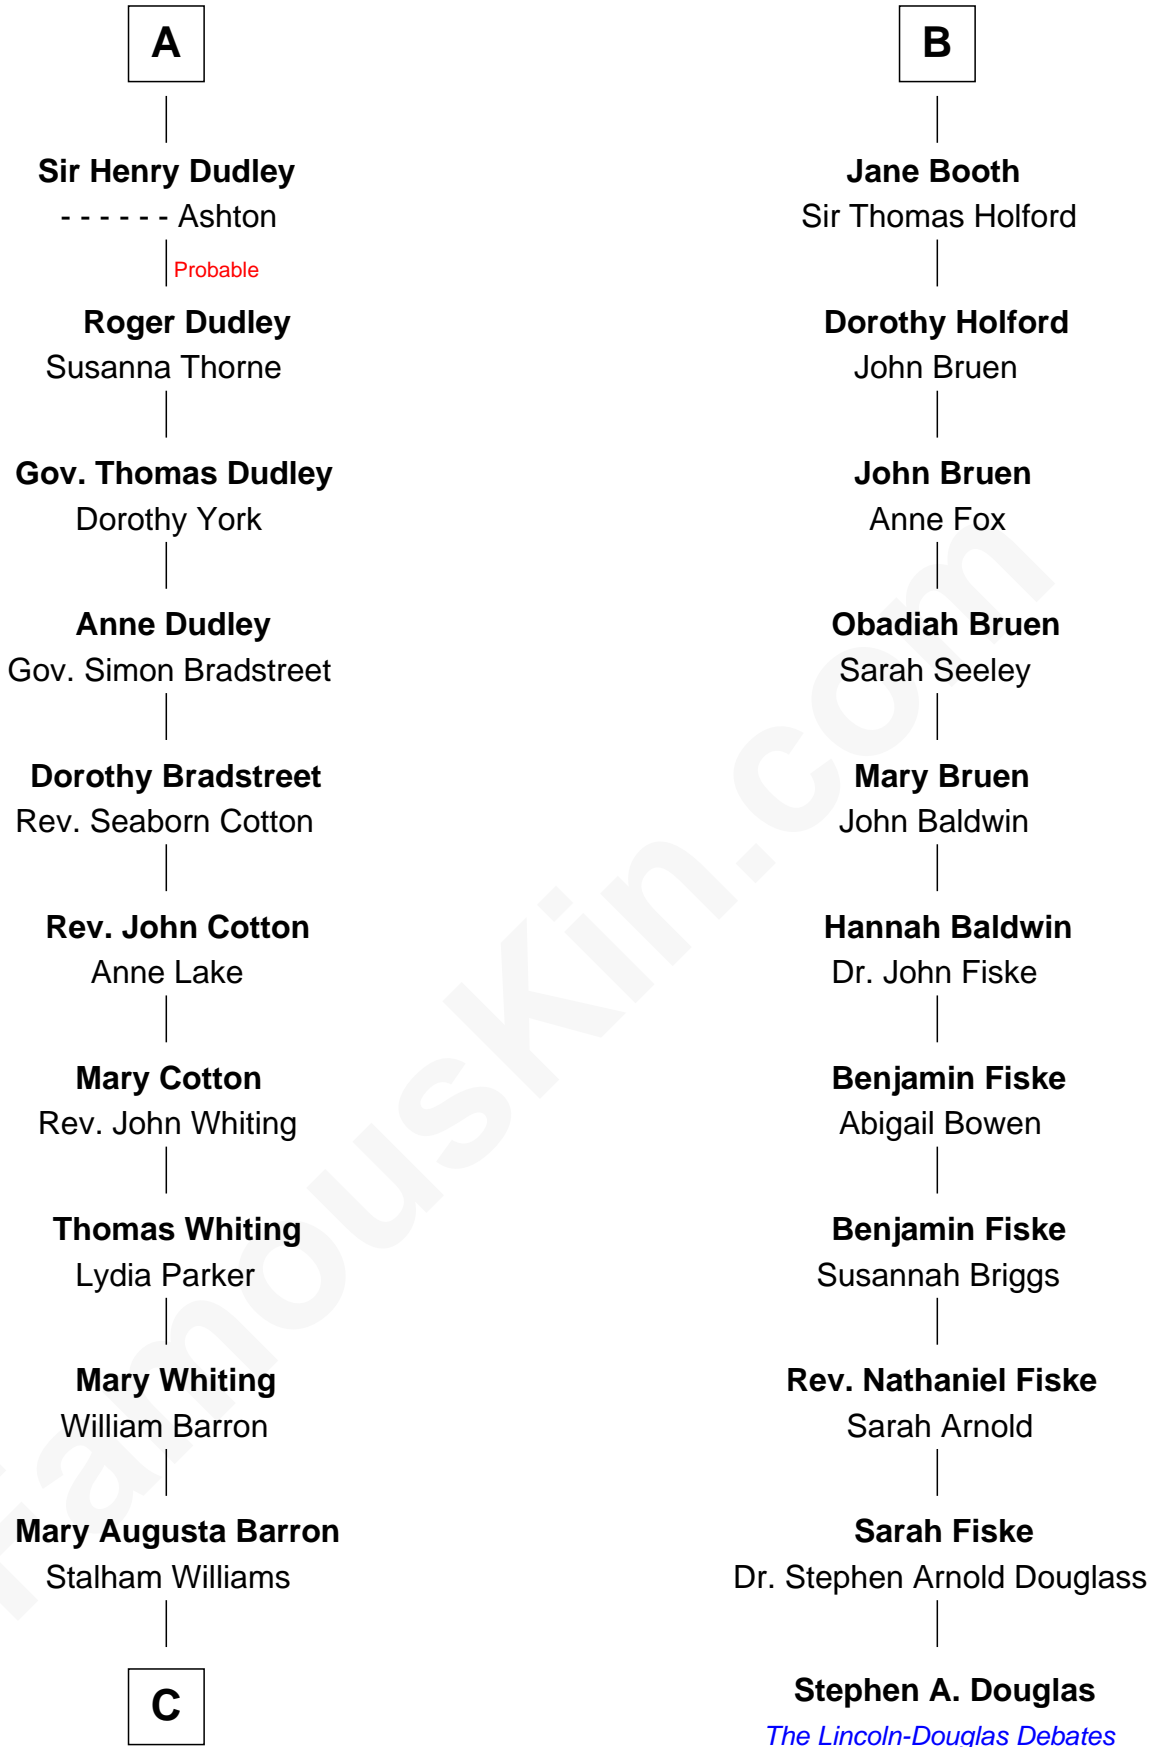 A
Sir Henry Dudley
- - - - - - Ashton
Probable
Roger Dudley
Susanna Thorne
Gov. Thomas Dudley
Dorothy York
Anne Dudley
Gov. Simon Bradstreet
Dorothy Bradstreet
Rev. Seaborn Cotton
Rev. John Cotton
Anne Lake
Mary Cotton
Rev. John Whiting
Thomas Whiting
Lydia Parker
Mary Whiting
William Barron
Mary Augusta Barron
Stalham Williams
C
B
Jane Booth
Sir Thomas Holford
Dorothy Holford
John Bruen
John Bruen
Anne Fox
Obadiah Bruen
Sarah Seeley
Mary Bruen
John Baldwin
Hannah Baldwin
Dr. John Fiske
Benjamin Fiske
Abigail Bowen
Benjamin Fiske
Susannah Briggs
Rev. Nathaniel Fiske
Sarah Arnold
Sarah Fiske
Dr. Stephen Arnold Douglass
Stephen A. Douglas
The Lincoln-Douglas Debates
FamousKin.com